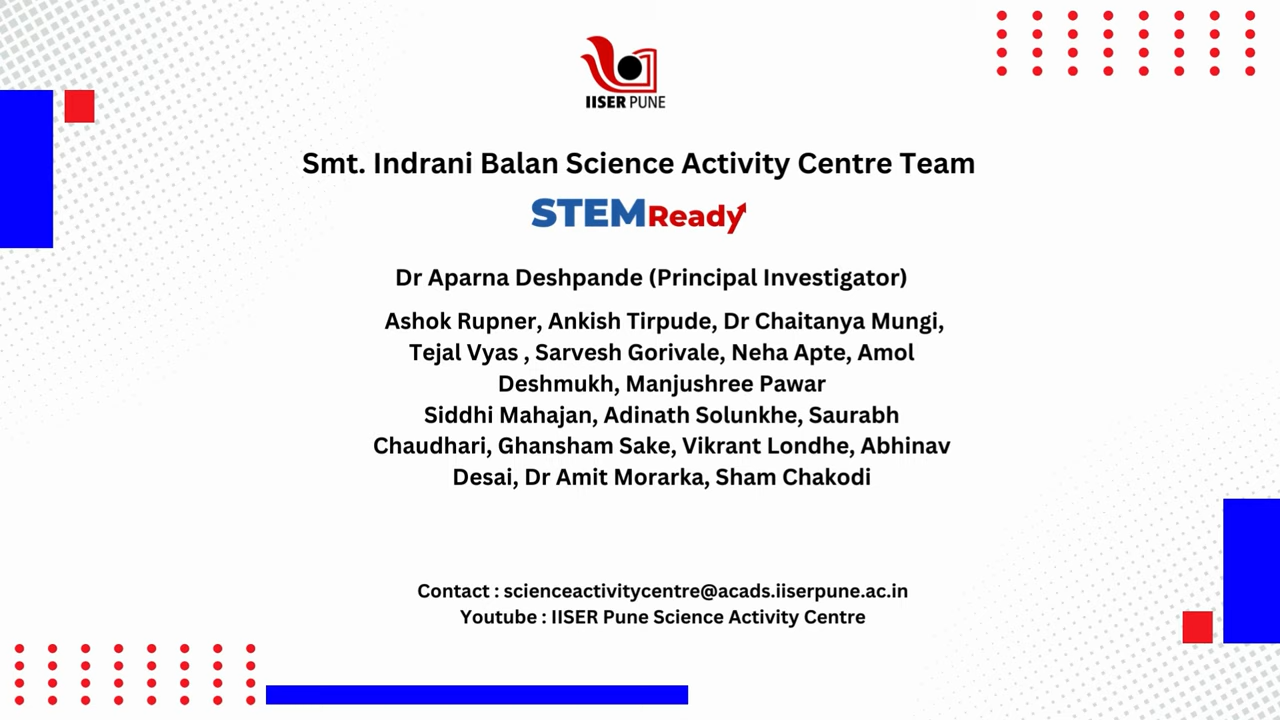 IISER PUNE
Smt. Indrani Balan Science Activity Centre Team
STEMReady
Dr Aparna Deshpande (Principal Investigator)
Ashok Rupner, Ankish Tirpude, Dr Chaitanya Mungi,
Tejal Vyas , Sarvesh Gorivale, Neha Apte, Amol
Deshmukh, Manjushree Pawar
Siddhi Mahajan, Adinath Solunkhe, Saurabh
Chaudhari, Ghansham Sake, Vikrant Londhe, Abhinav
Desai, Dr Amit Morarka, Sham Chakodi
Contact : scienceactivitycentre@acads.iiserpune.ac.in
Youtube : IISER Pune Science Activity Centre